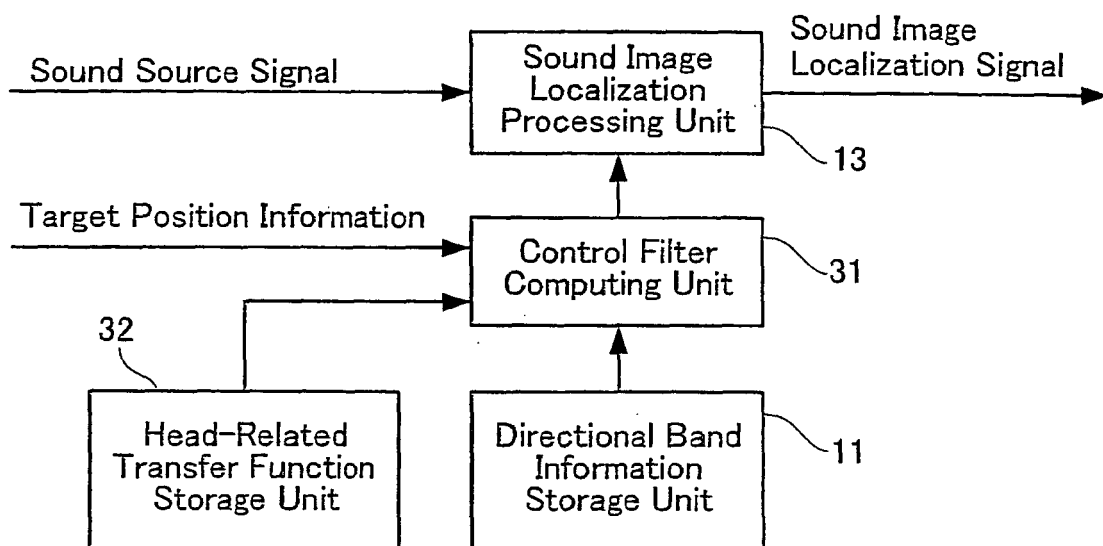 Sound Source Signal
Sound Image
Localization
Processing Unit
Sound Image
Localization Signal
13
Target Position Information
Control Filter
Computing Unit
31
32
Head-Related
Transfer Function
Storage Unit
Directional Band
Information
Storage Unit
11